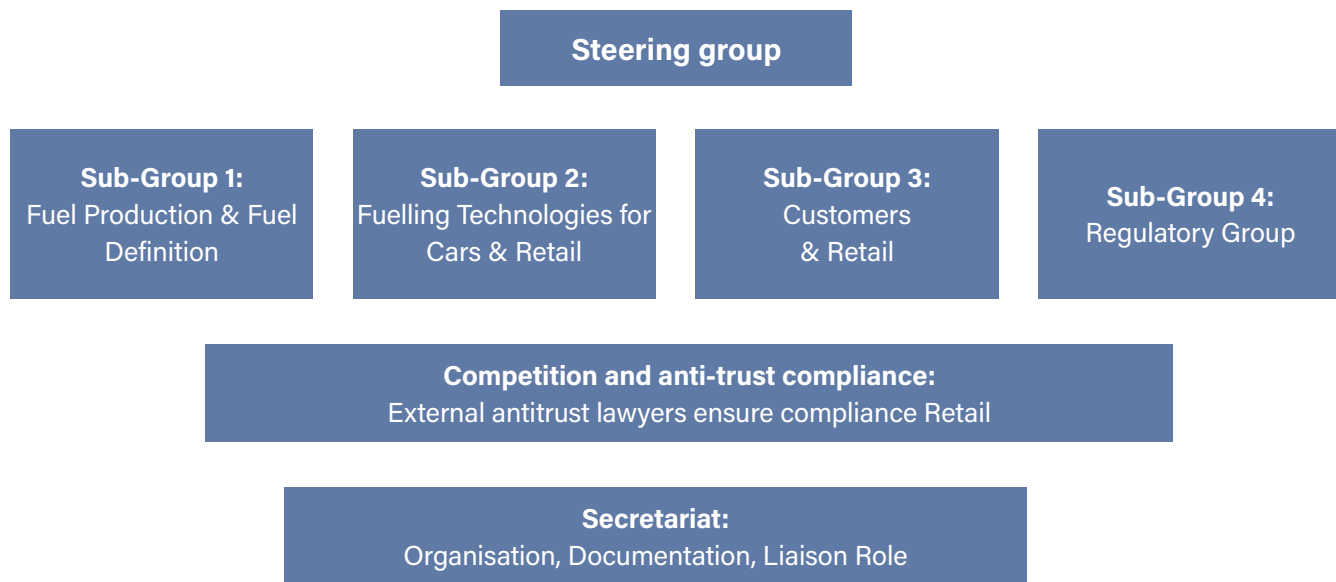 Steering group
Sub-Group 1:
Fuel Production & Fuel
Definition
Sub-Group 2:
Fuelling Technologies for
Cars & Retail
Sub-Group 3:
Customers
& Retail
Sub-Group 4:
Regulatory Group
Competition and anti-trust compliance:
External antitrust lawyers ensure compliance Retail
Secretariat:
Organisation, Documentation, Liaison Role